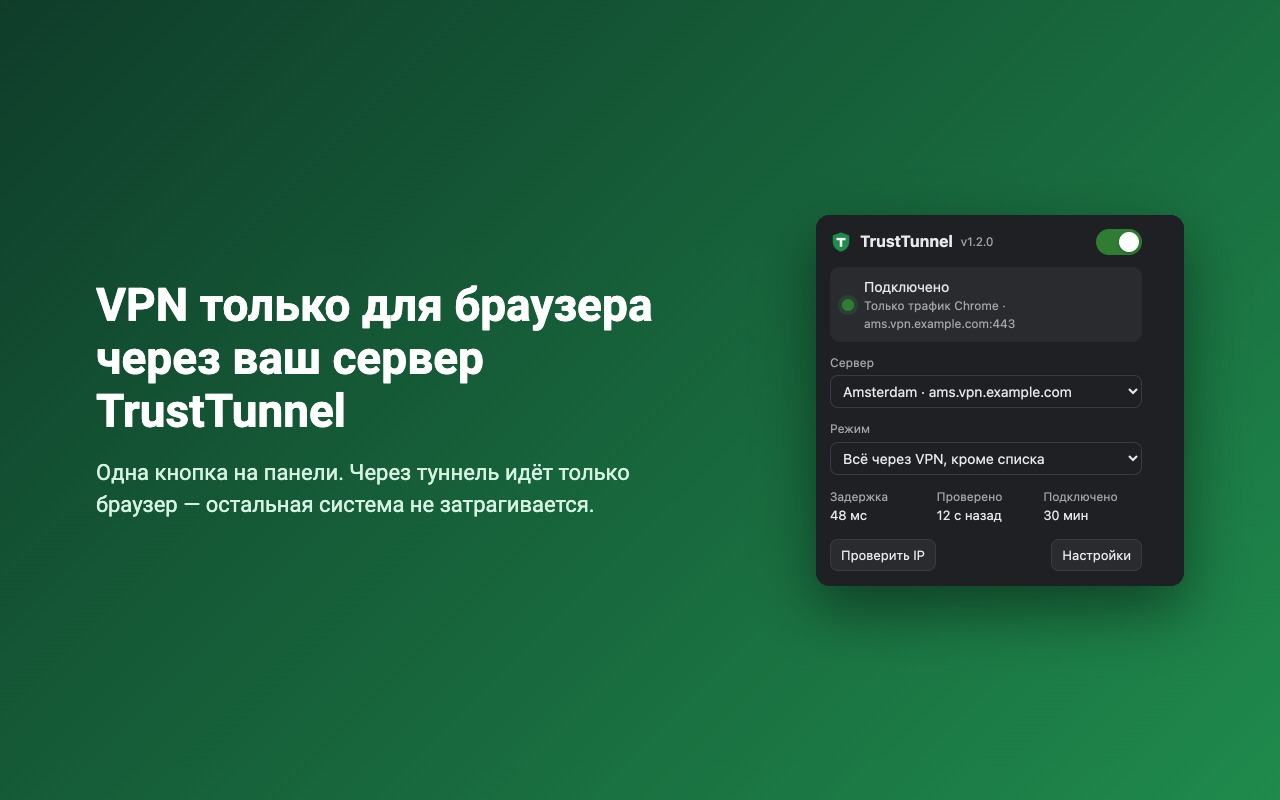 VPN только для браузера
через ваш сервер
TrustTunnel
Одна кнопка на панели. Через туннель идёт только
браузер — остальная система не затрагивается.
T TrustTunnel v1.2.0
Подключено
Только трафик Chrome ·
ams.vpn.example.com:443
Сервер
Amsterdam · ams.vpn.example.com
Режим
Всё через VPN, кроме списка
Задержка Проверено Подключено
48 мс 12 с назад 30 мин
Проверить IP Настройки